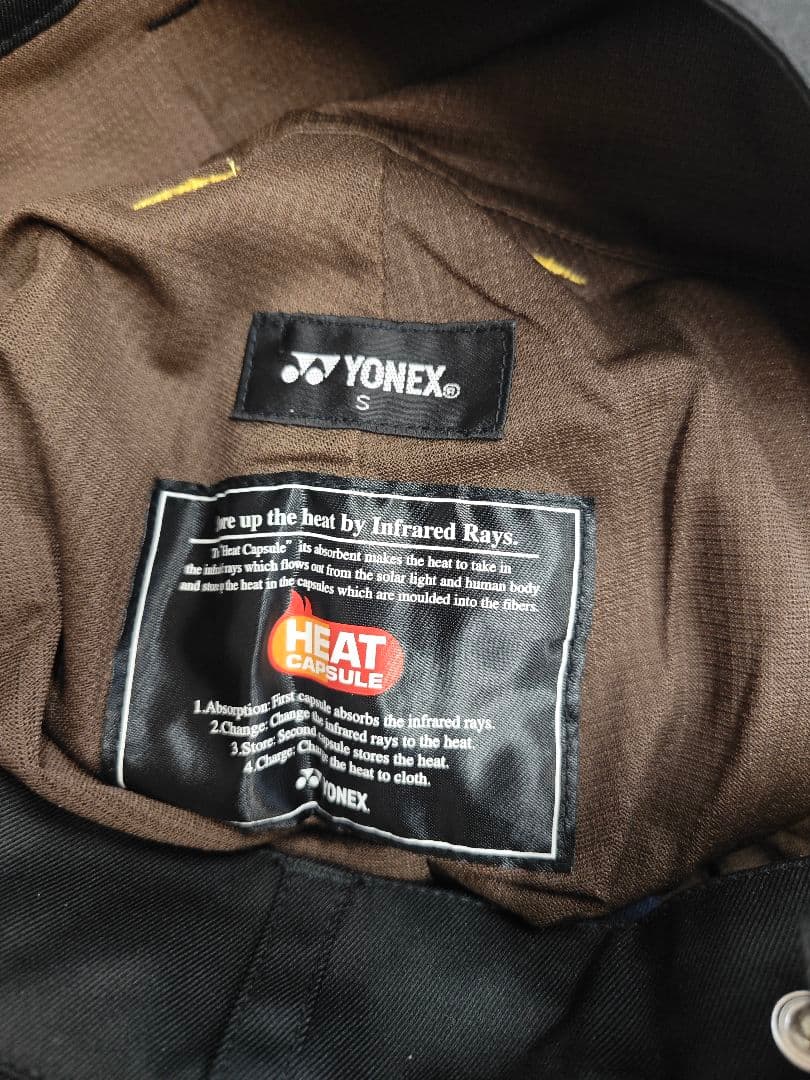 YONEX®
S
ore up the heat by Infrared Rays.
"Heat Capsule" its absorbent makes the heat to take in
the rays which flows out from the solar light and human body
and the heat in the capsules which are moulded into the fibers.
HEAT
CAPSULE
1.Absorption: First capsule absorbs the infrared rays.
2.Change: Change the infrared rays to the heat.
3.Store: Second capsule stores the heat.
4.Charge: Charge the heat to cloth.
YONEX.